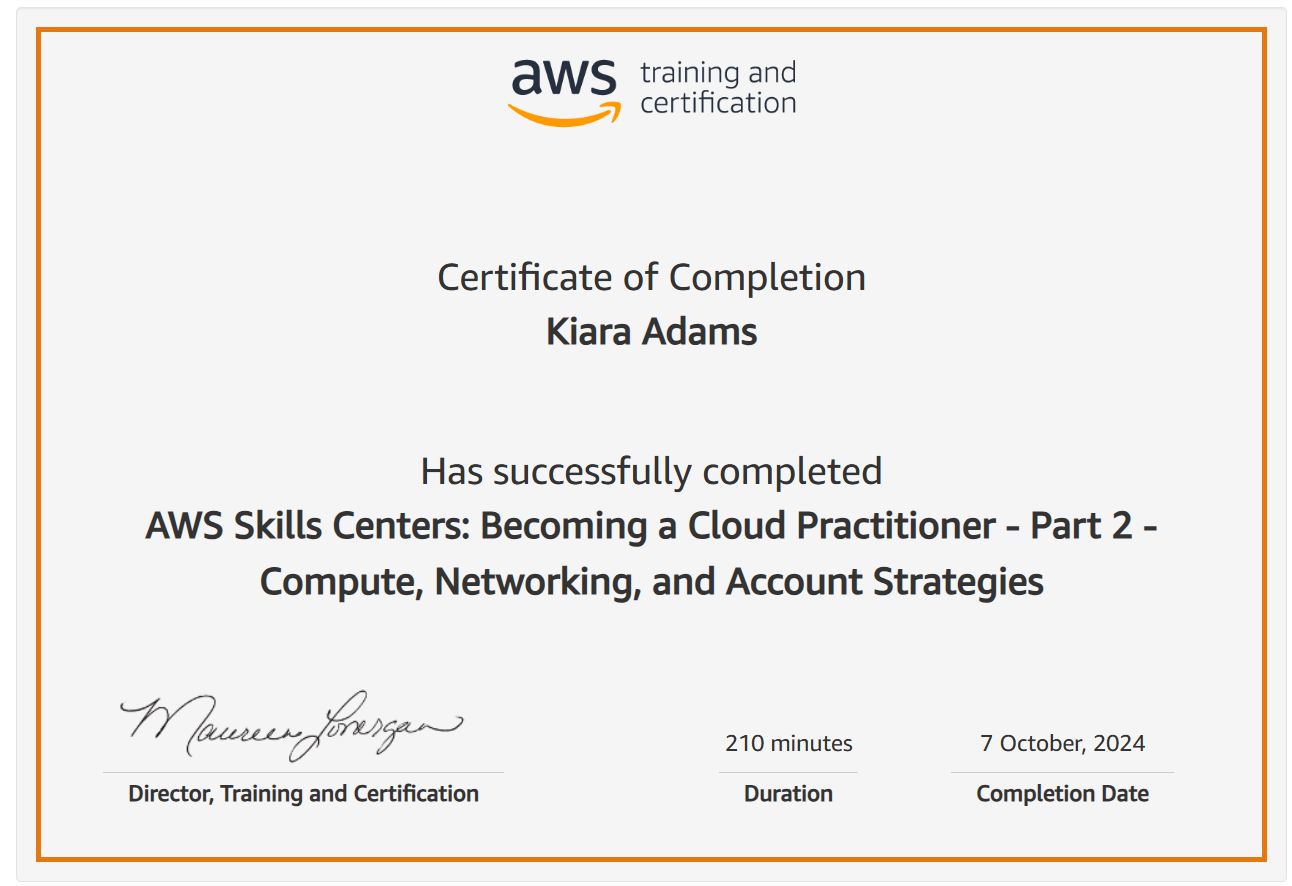 aws training and
certification
Certificate of Completion
Kiara Adams
Has successfully completed
AWS Skills Centers: Becoming a Cloud Practitioner - Part 2 -
Compute, Networking, and Account Strategies
Maureen Lonergan
210 minutes
7 October, 2024
Director, Training and Certification
Duration
Completion Date